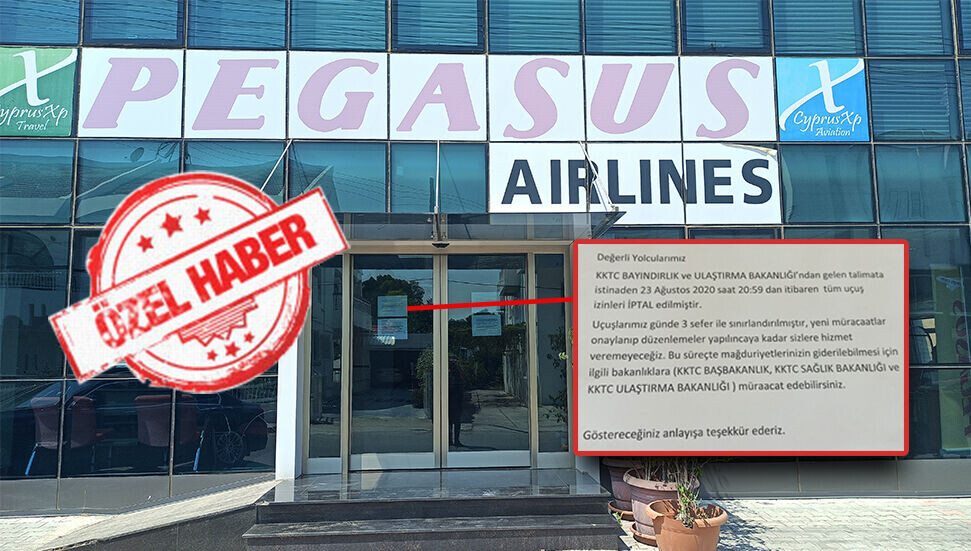 CyprusXp
Travel
PEGASUS
AIRLINES
CyprusXp
Aviation
ÖZEL HABER
Değerli Yolcularımız
KKTC BAYINDIRLIK ve ULAŞTIRMA BAKANLIĞI'ndan gelen talimata
istinaden 23 Ağustos 2020 saat 20:59 dan itibaren tüm uçuş
izinleri İPTAL edilmiştir.
Uçuşlarımız günde 3 sefer ile sınırlandırılmıştır, yeni müracaatlar
onaylanıp düzenlemeler yapılıncaya kadar sizlere hizmet
veremeyeceğiz. Bu süreçte mağduriyetlerinizin giderilebilmesi için
ilgili bakanlıklara (KKTC BAŞBAKANLIK, KKTC SAĞLIK BAKANLIĞI ve
KKTC ULAŞTIRMA BAKANLIĞI ) müraacat edebilirsiniz.
Göstereceğiniz anlayışa teşekkür ederiz.